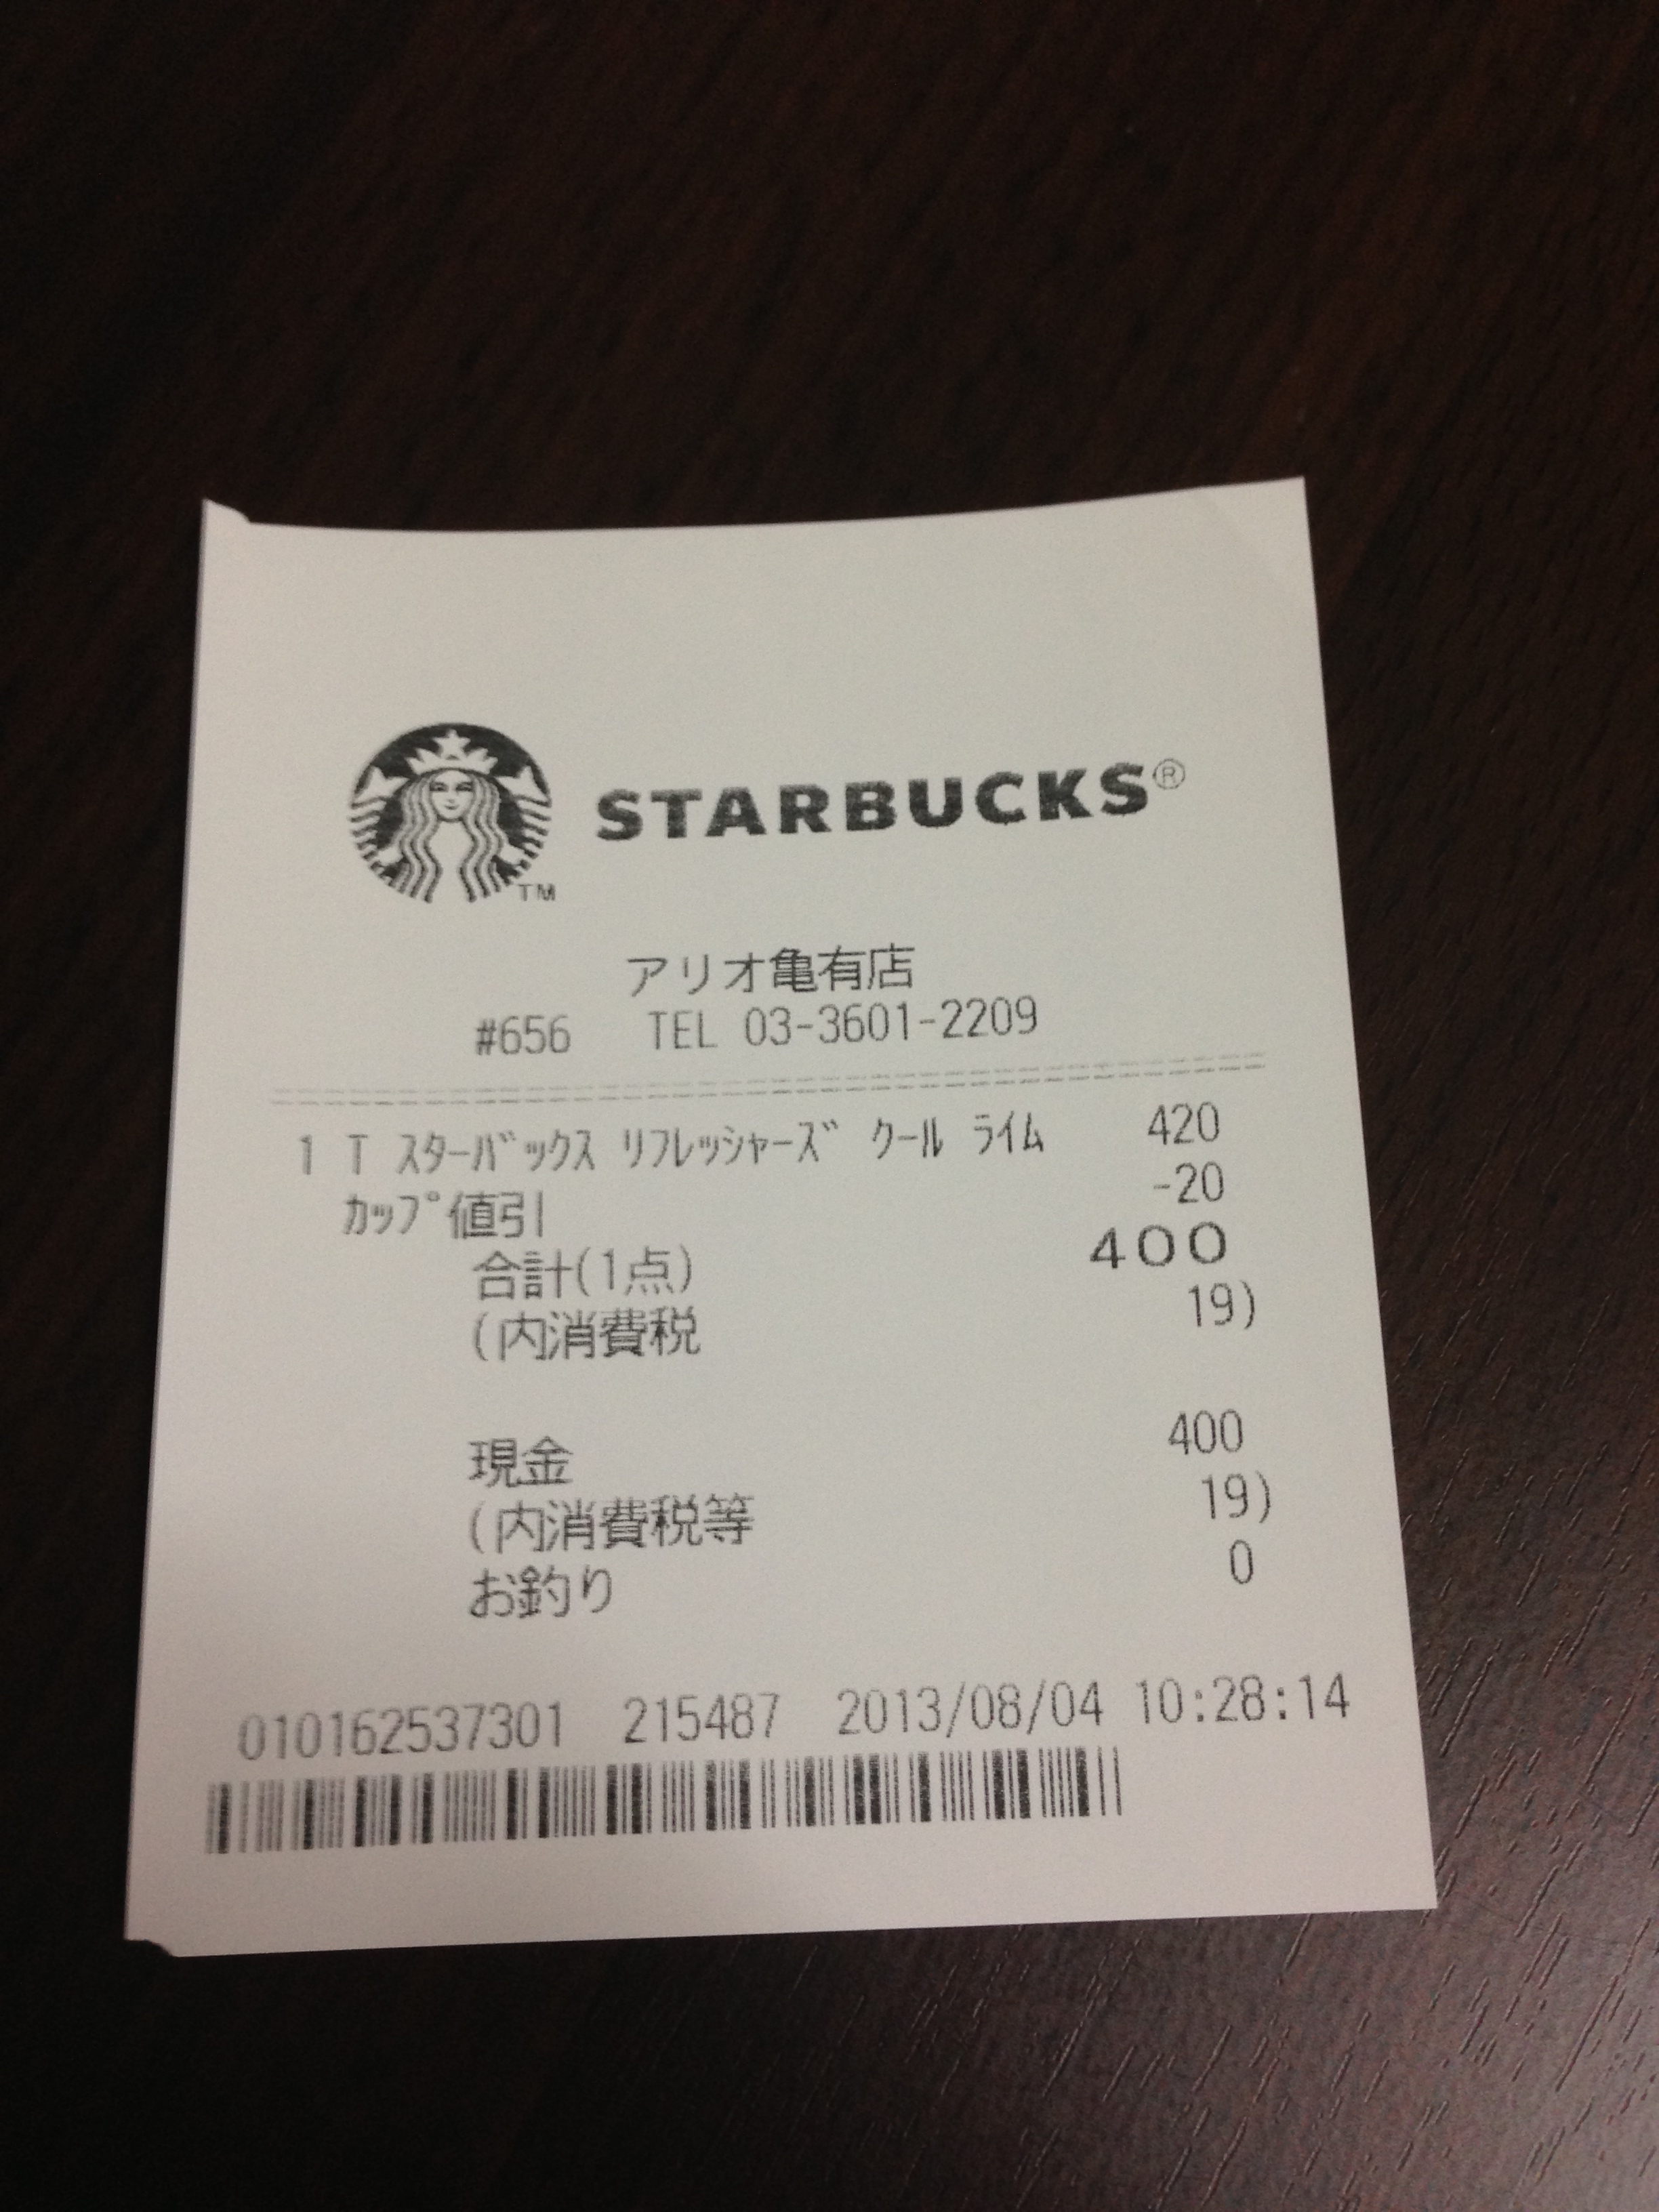 STARBUCKS®
TM
アリオ亀有店
#656 TEL 03-3601-2209
1 T スターバックス リフレッシャーズ クール ライム 420
カップ値引 -20
合計(1点) 400
(内消費税 19)
現金 400
(内消費税等 19)
お釣り 0
010162537301 215487 2013/08/04 10:28:14